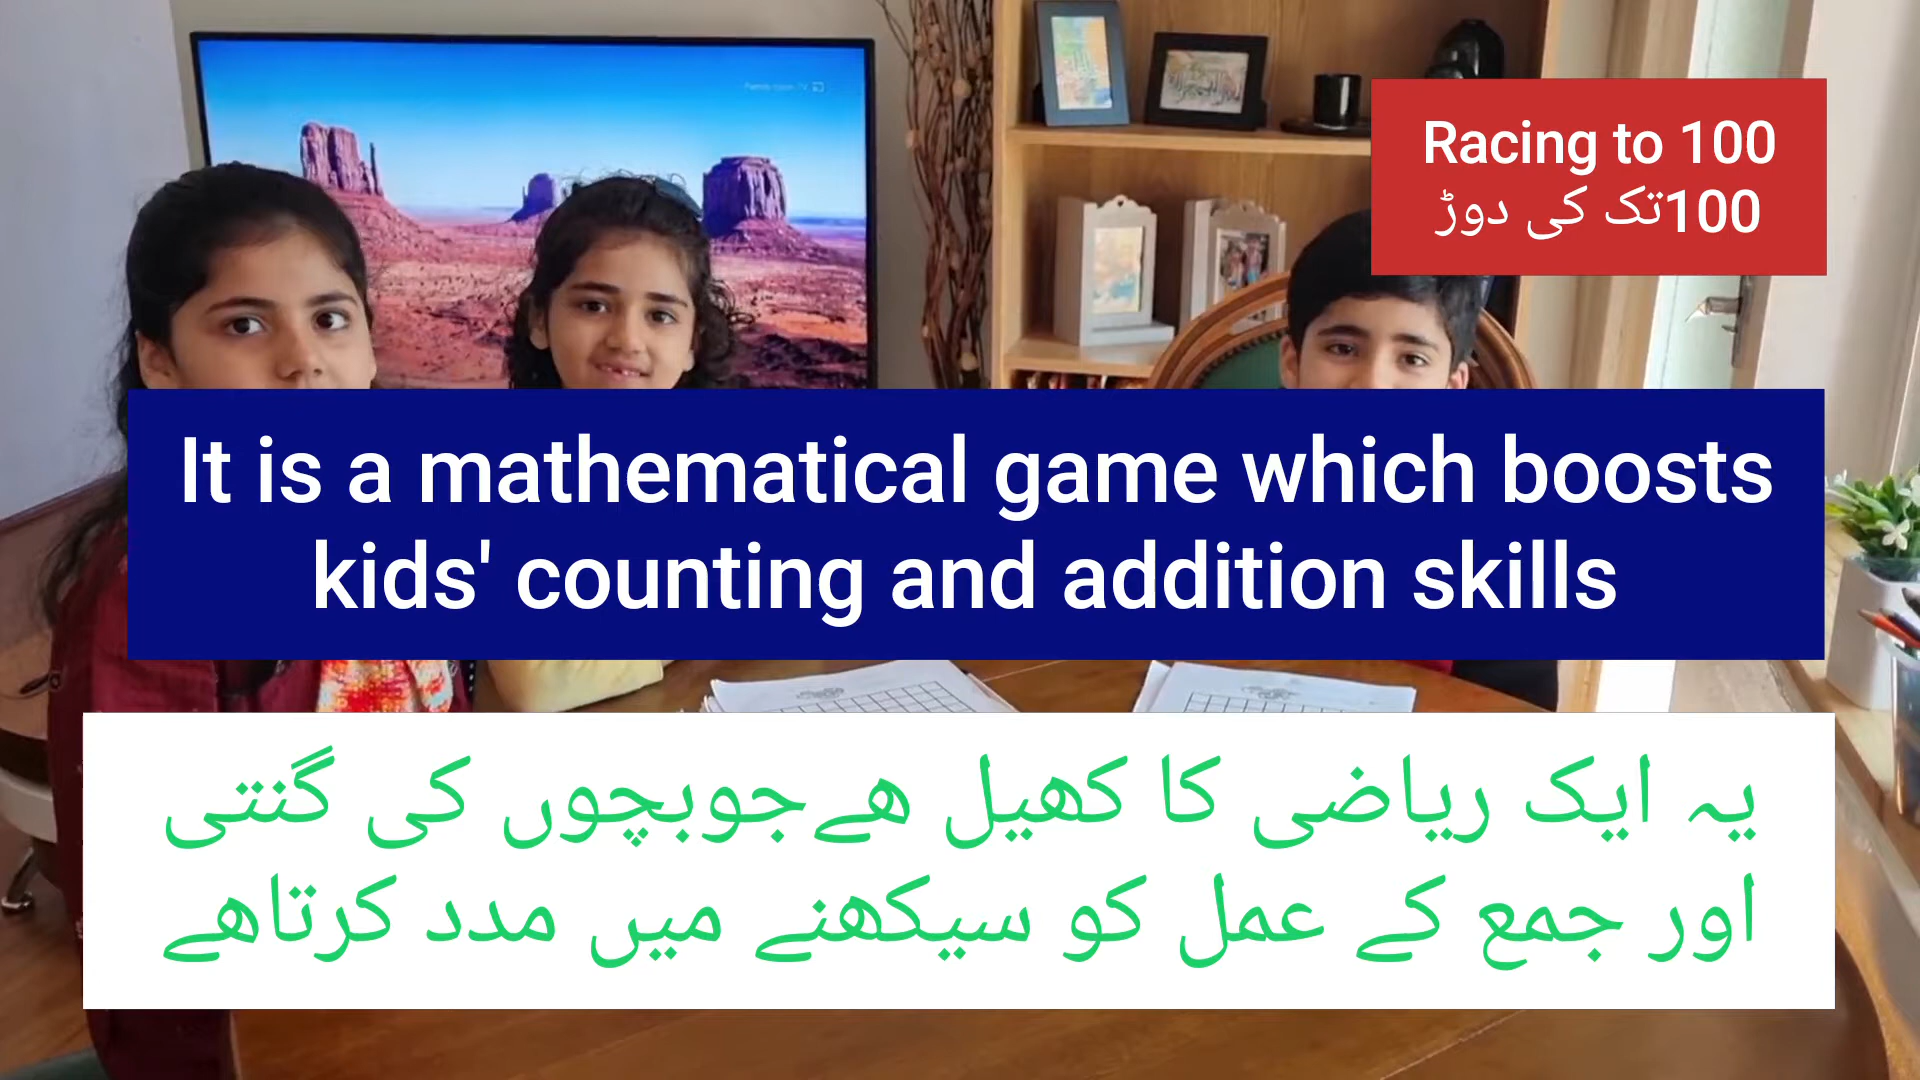 Racing to 100
100تک کی دوڑ
It is a mathematical game which boosts
kids' counting and addition skills
یہ ایک ریاضی کا کھیل ھےجوبچوں کی گنتی
اور جمع کے عمل کو سیکھنے میں مدد کرتاھے